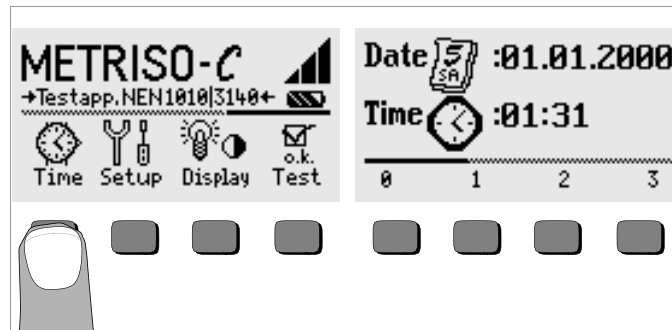 METRISO-C
→Testapp.NEN1010|3140←
Time Setup Display o.k. Test
Date 5 SA :01.01.2000
Time :01:31
0 1 2 3